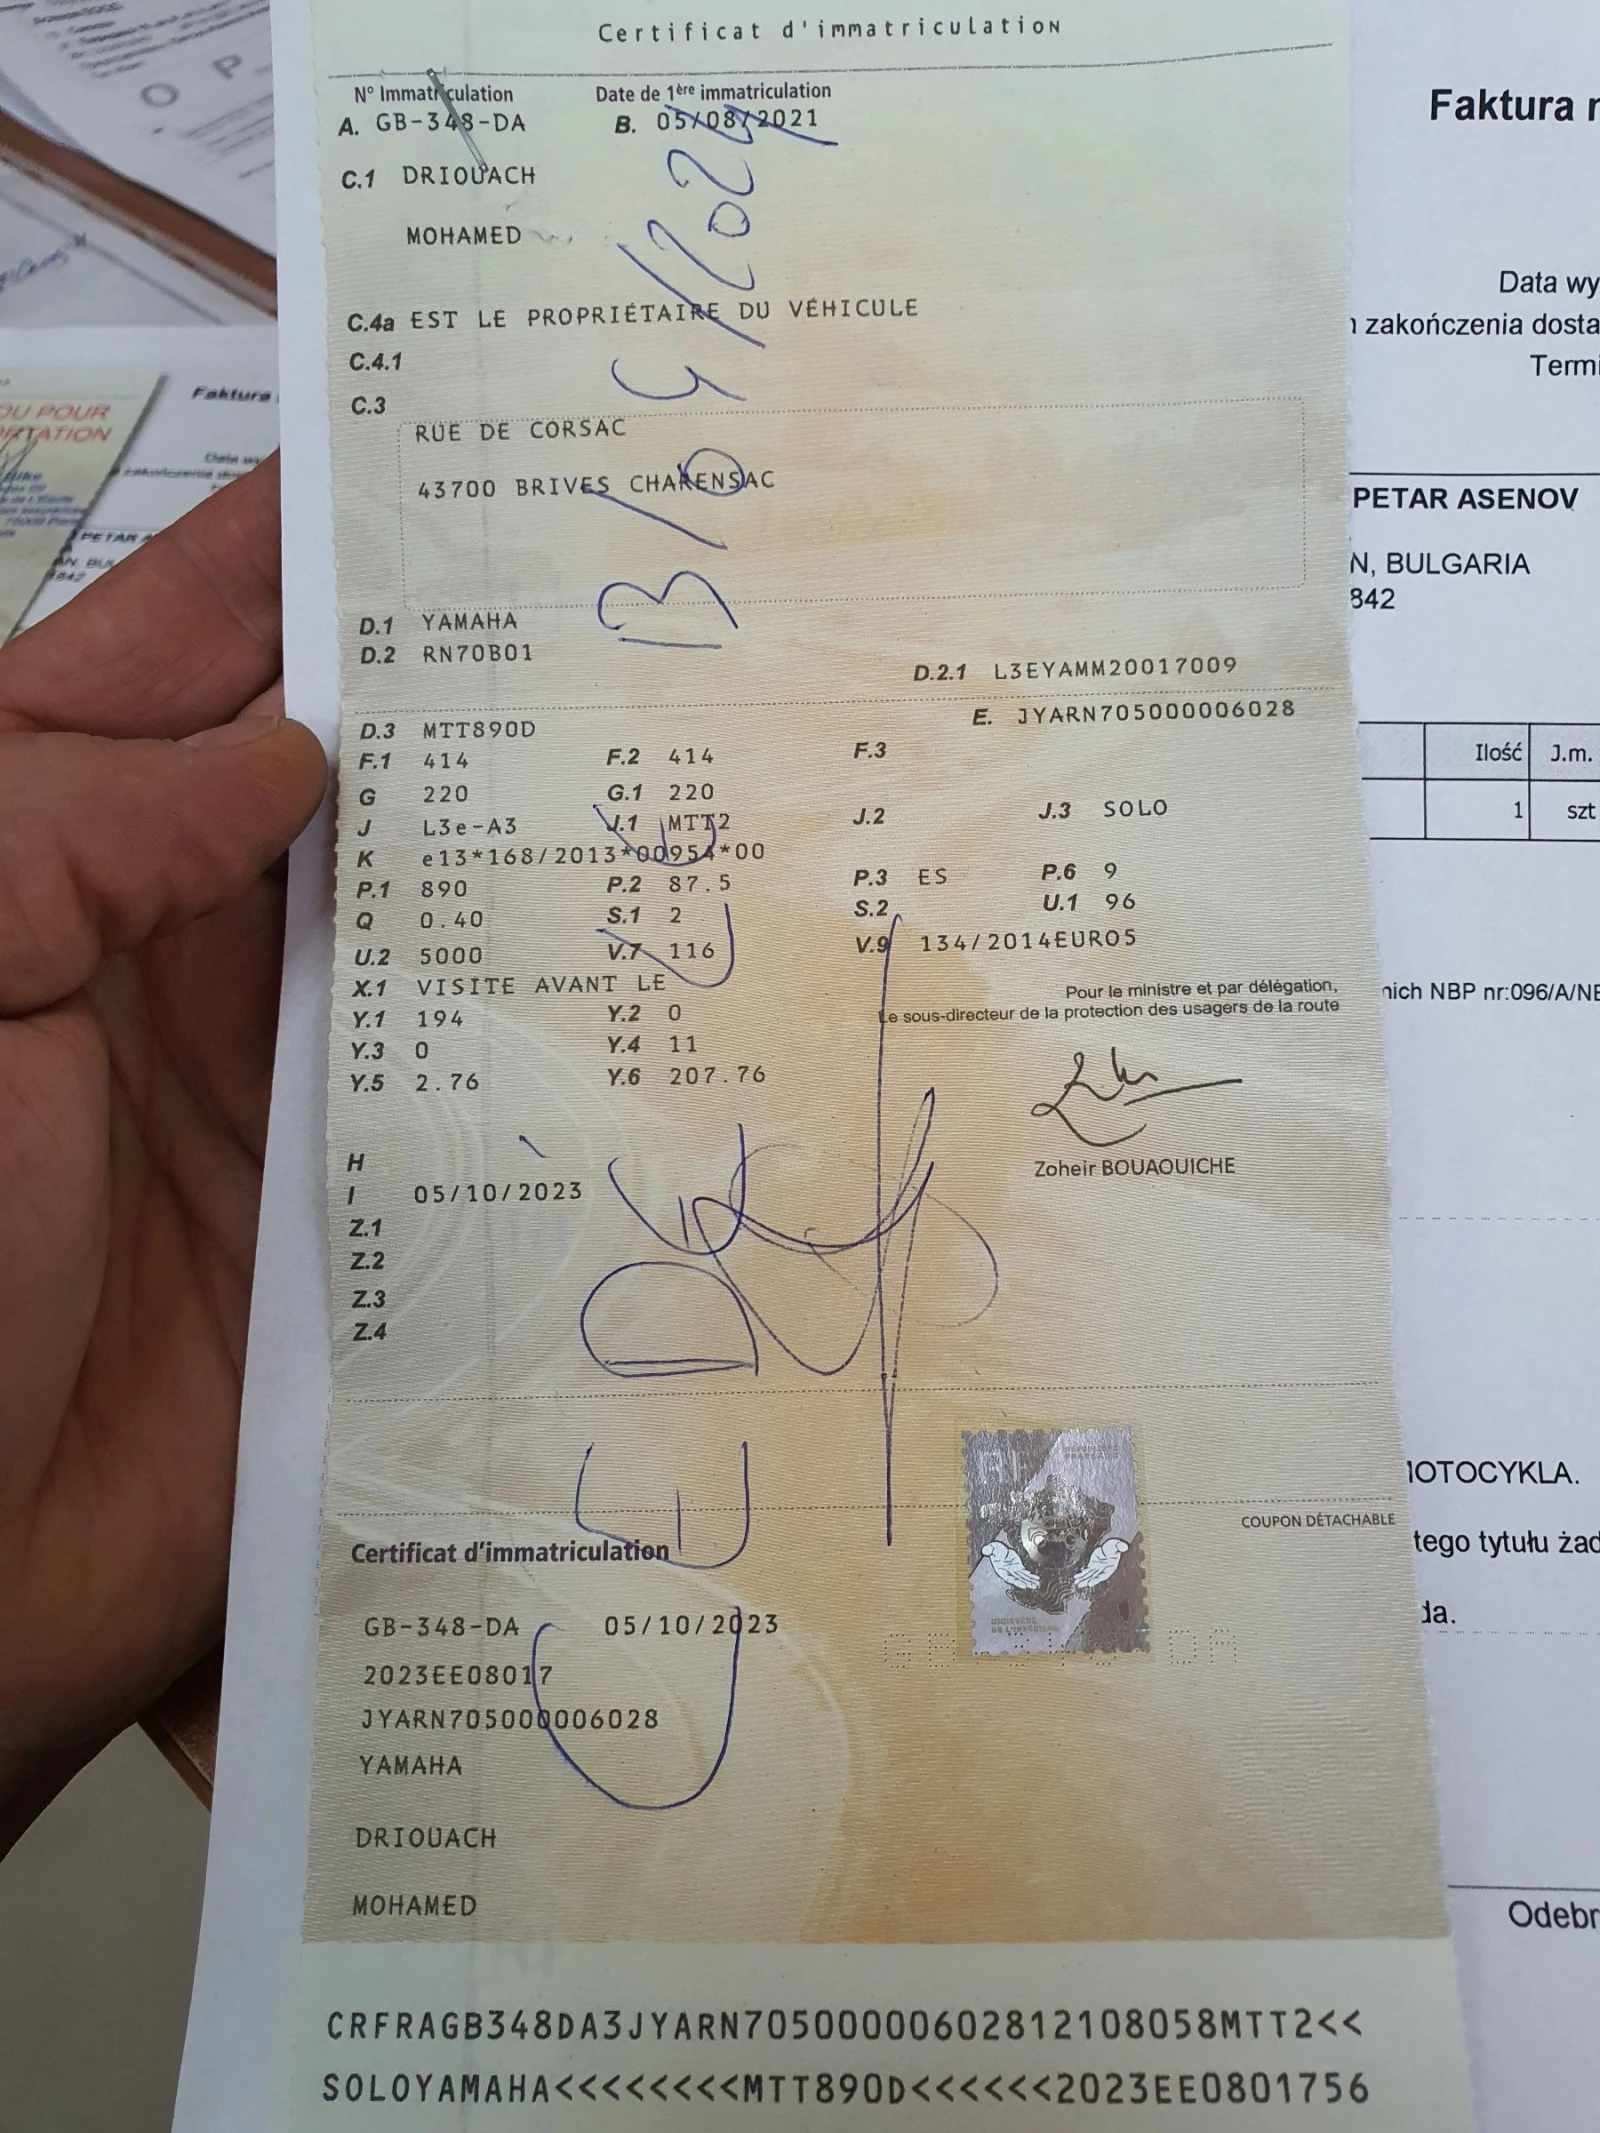 Certificat d'immatriculation
N° Immatriculation Date de 1ère immatriculation
A. GB-348-DA B. 05/08/2021
C.1 DRIOUACH
MOHAMED
C.4a EST LE PROPRIÉTAIRE DU VÉHICULE
C.4.1
C.3
RUE DE CORSAC
43700 BRIVES CHARENSAC
D.1 YAMAHA
D.2 RN70B01 D.2.1 L3EYAMM20017009
D.3 MTT890D E. JYARN705000006028
F.1 414 F.2 414 F.3
G 220 G.1 220
J L3e-A3 J.1 MTT2 J.2 J.3 SOLO
K e13*168/2013*00954*00
P.1 890 P.2 87.5 P.3 ES P.6 9
Q 0.40 S.1 2 S.2 U.1 96
U.2 5000 V.7 116 V.9 134/2014EURO5
X.1 VISITE AVANT LE
Pour le ministre et par délégation,
Le sous-directeur de la protection des usagers de la route
Y.1 194 Y.2 0
Y.3 0 Y.4 11
Y.5 2.76 Y.6 207.76
Zoheir BOUAOUICHE
H
I 05/10/2023
Z.1
Z.2
Z.3
Z.4
COUPON DÉTACHABLE
Certificat d'immatriculation
GB-348-DA 05/10/2023
2023EE08017
JYARN705000006028
YAMAHA
DRIOUACH
MOHAMED
CRFRAGB348DA3JYARN70500000602812108058MTT2<<
SOLOYAMAHA<<<<<<<<MTT890D<<<<<<2023EE0801756
Faktura
Data wy
zakończenia dosta
Termi
PETAR ASENOV
N, BULGARIA
842
Ilość J.m.
1 szt
nich NBP nr:096/A/NB
MOTOCYKLA.
tego tytułu żad
da.
Odebr
OU POUR
RTATION
Faktura
PETAR A